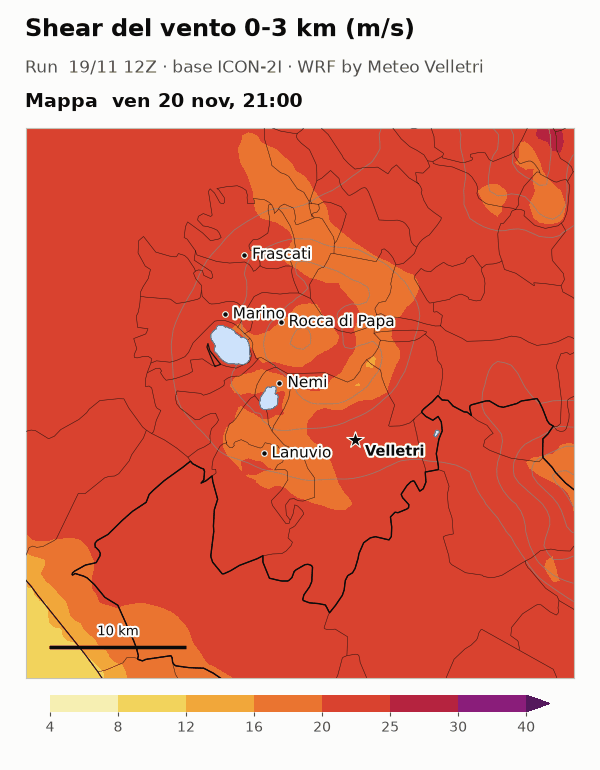 Shear del vento 0-3 km (m/s)
Run  19/11 12Z · base ICON-2I · WRF by Meteo Velletri
Mappa  ven 20 nov, 21:00
Frascati
Marino
Rocca di Papa
Nemi
Velletri
Lanuvio
10 km
4 8 12 16 20 25 30 40